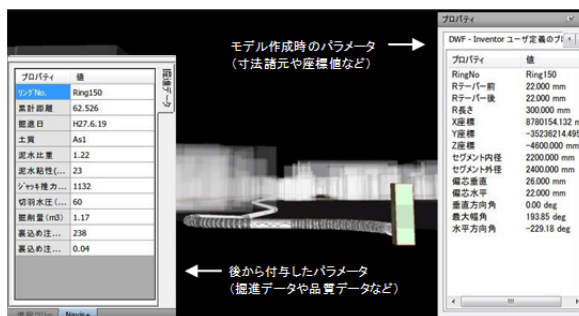 プロパティ
DWF - Inventor ユーザ定義のプロ
モデル作成時のパラメータ
(寸法諸元や座標値など)
プロパティ 値
RingNo Ring150
Rテーパー前 22.000 mm
Rテーパー後 22.000 mm
R長さ 300.000 mm
X座標 8780154.132 m
Y座標 -35236214.495
Z座標 -4600.000 mm
セグメント内径 2200.000 mm
セグメント外径 2400.000 mm
偏芯垂直 26.000 mm
偏芯水平 22.000 mm
垂直方向角 0.00 deg
最大幅角 193.85 deg
水平方向角 -229.18 deg
掘進データ
プロパティ 値
リングNo. Ring150
累計距離 62.526
掘進日 H27.6.19
土質 As1
泥水比重 1.22
泥水粘性(... 23
ジャッキ推力... 1132
切羽水圧(... 60
掘削量(m3) 1.17
裏込め注... 238
裏込め注... 0.04
後から付与したパラメータ
(掘進データや品質データなど)